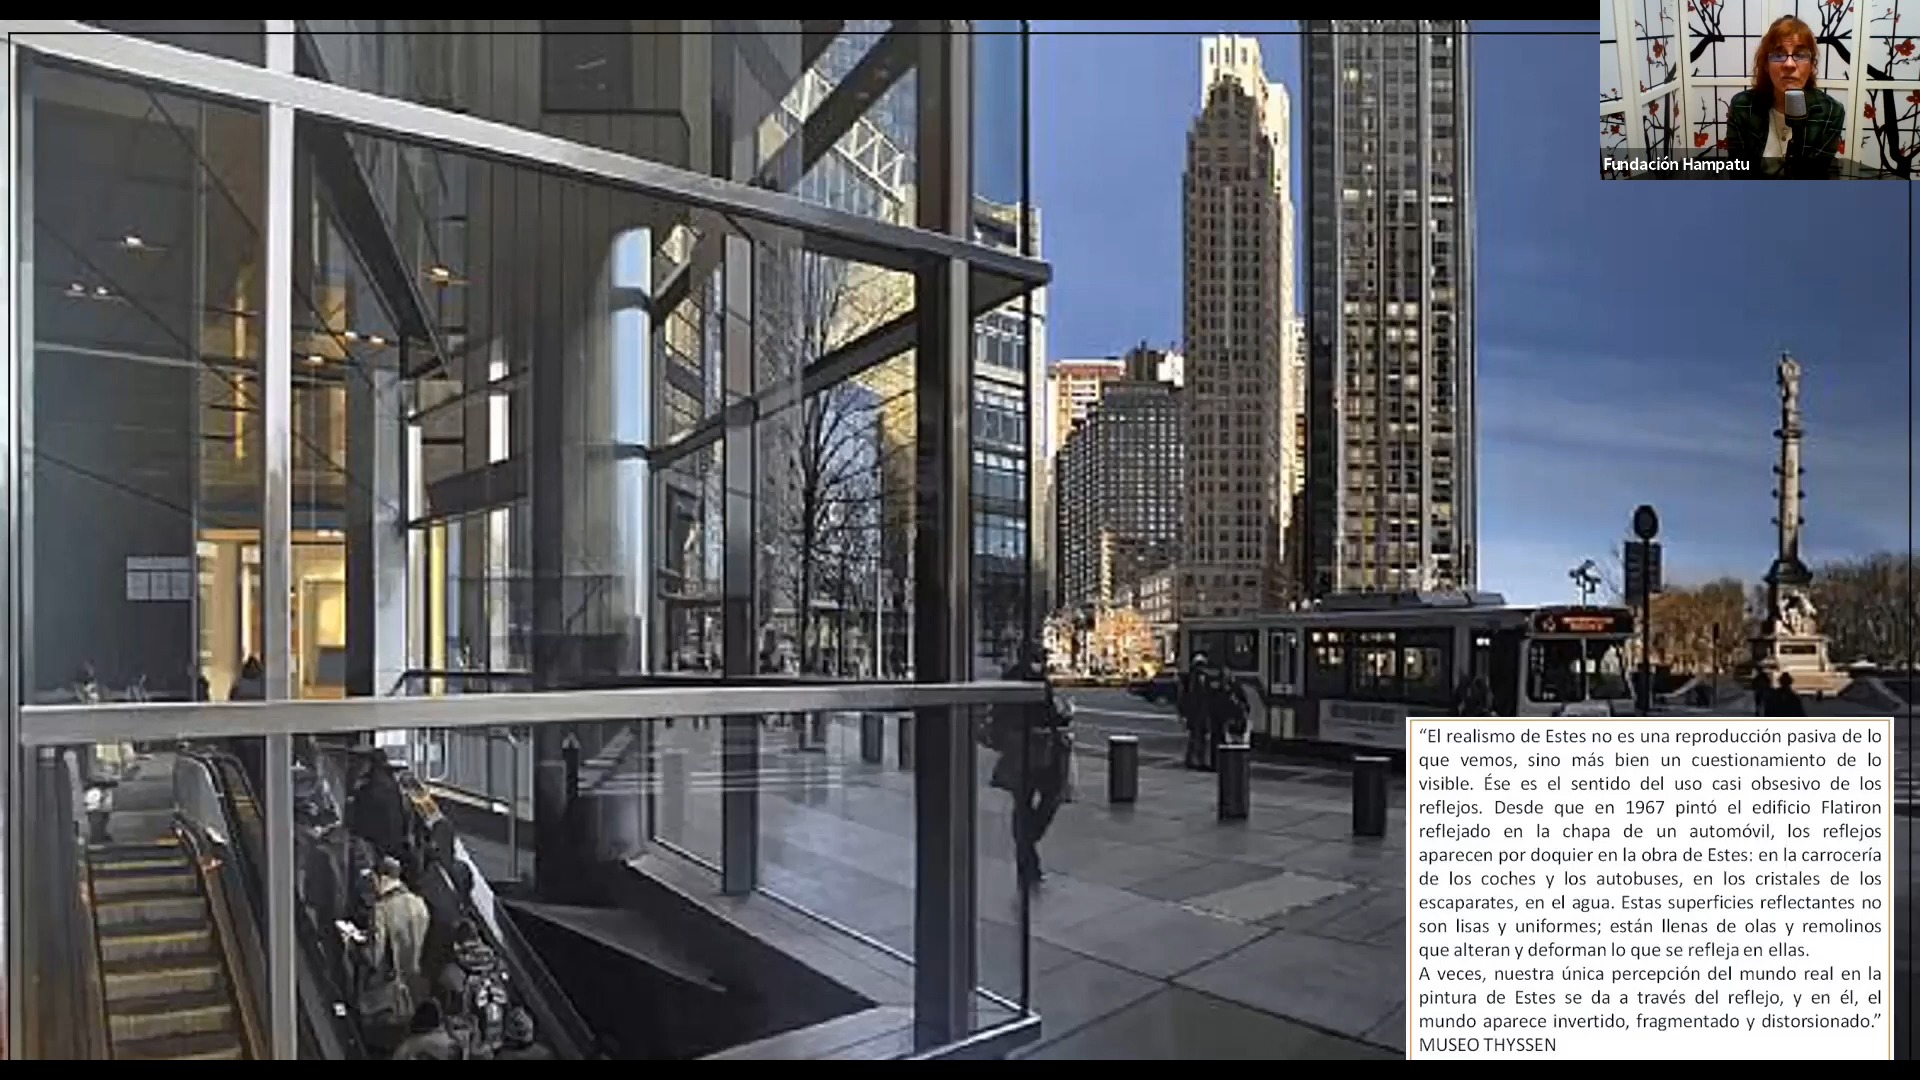 Fundación Hampatu
“El realismo de Estes no es una reproducción pasiva de lo
que vemos, sino más bien un cuestionamiento de lo
visible. Ése es el sentido del uso casi obsesivo de los
reflejos. Desde que en 1967 pintó el edificio Flatiron
reflejado en la chapa de un automóvil, los reflejos
aparecen por doquier en la obra de Estes: en la carrocería
de los coches y los autobuses, en los cristales de los
escaparates, en el agua. Estas superficies reflectantes no
son lisas y uniformes; están llenas de olas y remolinos
que alteran y deforman lo que se refleja en ellas.
A veces, nuestra única percepción del mundo real en la
pintura de Estes se da a través del reflejo, y en él, el
mundo aparece invertido, fragmentado y distorsionado.”
MUSEO THYSSEN